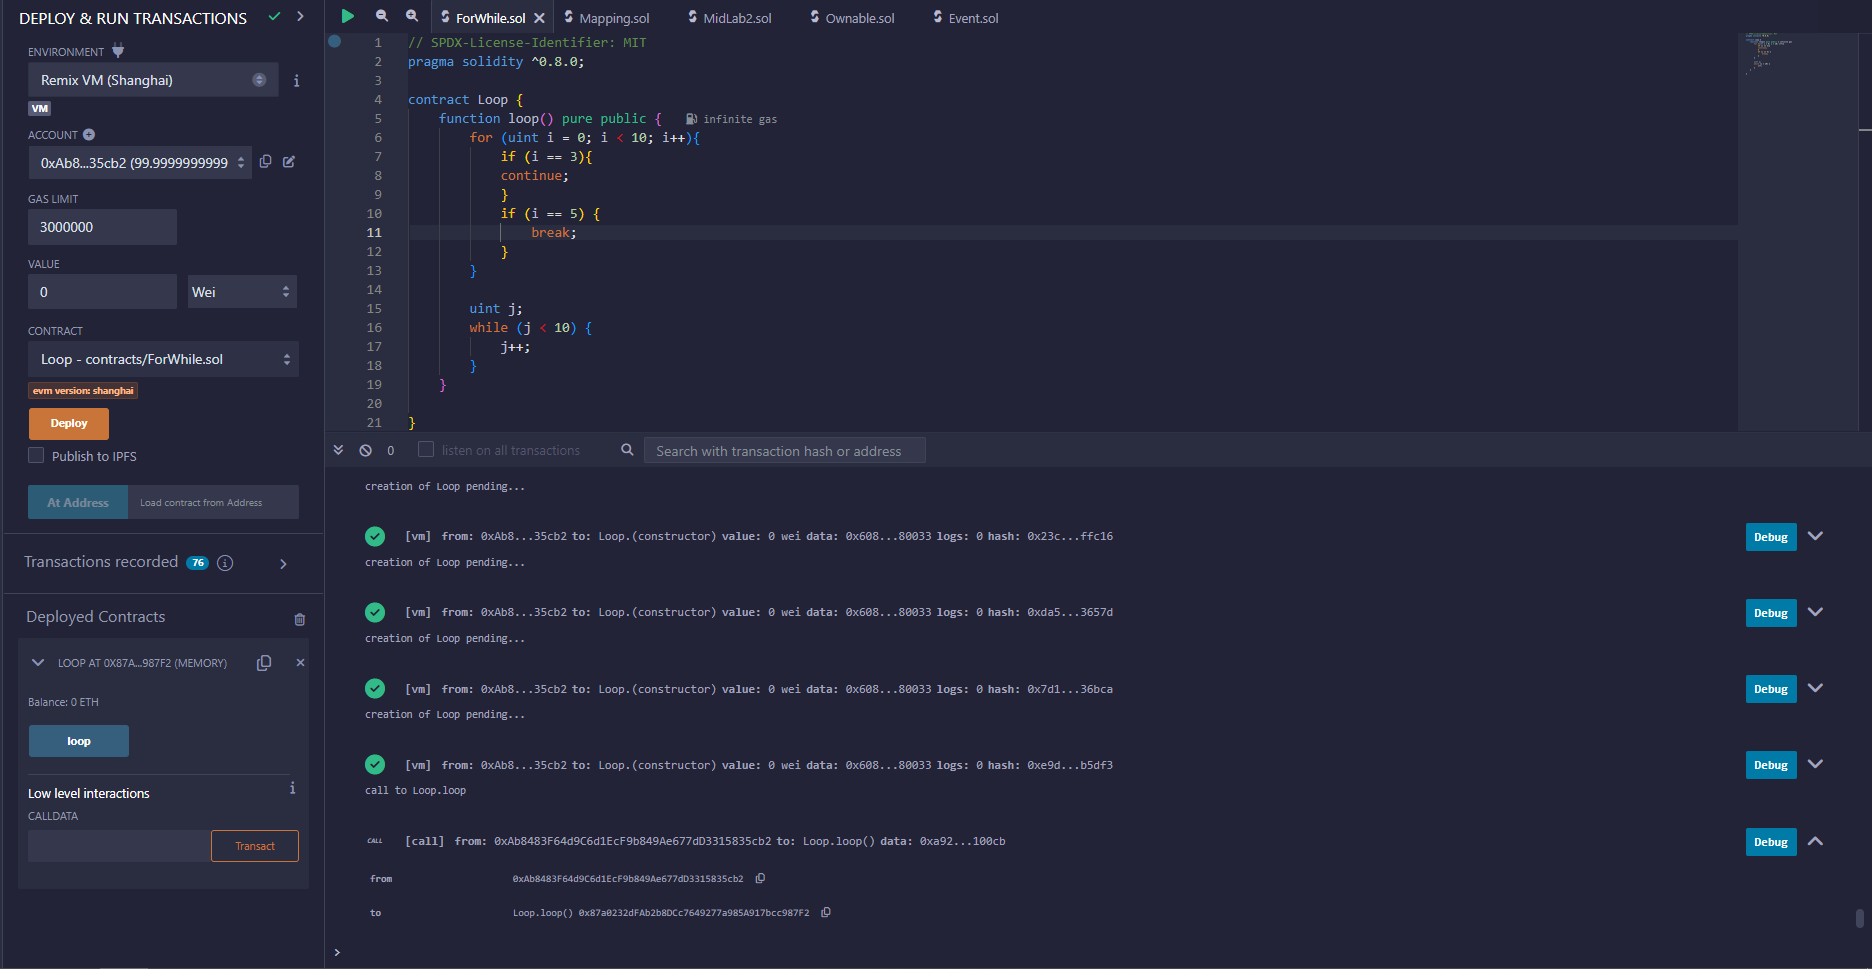 DEPLOY & RUN TRANSACTIONS
ENVIRONMENT
Remix VM (Shanghai)
VM
ACCOUNT
0xAb8...35cb2 (99.9999999999
GAS LIMIT
3000000
VALUE
0
Wei
CONTRACT
Loop - contracts/ForWhile.sol
evm version: shanghai
Deploy
Publish to IPFS
At Address
Load contract from Address
Transactions recorded 76
Deployed Contracts
LOOP AT 0X87A...987F2 (MEMORY)
Balance: 0 ETH
loop
Low level interactions
CALLDATA
Transact
ForWhile.sol
Mapping.sol
MidLab2.sol
Ownable.sol
Event.sol
1 // SPDX-License-Identifier: MIT
2 pragma solidity ^0.8.0;
3
4 contract Loop {
5 function loop() pure public { infinite gas
6 for (uint i = 0; i < 10; i++){
7 if (i == 3){
8 continue;
9 }
10 if (i == 5) {
11 break;
12 }
13 }
14
15 uint j;
16 while (j < 10) {
17 j++;
18 }
19 }
20
21 }
0
listen on all transactions
Search with transaction hash or address
creation of Loop pending...
[vm] from: 0xAb8...35cb2 to: Loop.(constructor) value: 0 wei data: 0x608...80033 logs: 0 hash: 0x23c...ffc16
Debug
creation of Loop pending...
[vm] from: 0xAb8...35cb2 to: Loop.(constructor) value: 0 wei data: 0x608...80033 logs: 0 hash: 0xda5...3657d
Debug
creation of Loop pending...
[vm] from: 0xAb8...35cb2 to: Loop.(constructor) value: 0 wei data: 0x608...80033 logs: 0 hash: 0x7d1...36bca
Debug
creation of Loop pending...
[vm] from: 0xAb8...35cb2 to: Loop.(constructor) value: 0 wei data: 0x608...80033 logs: 0 hash: 0xe9d...b5df3
Debug
call to Loop.loop
CALL [call] from: 0xAb8483F64d9C6d1EcF9b849Ae677dD3315835cb2 to: Loop.loop() data: 0xa92...100cb
Debug
from 0xAb8483F64d9C6d1EcF9b849Ae677dD3315835cb2
to Loop.loop() 0x87a0232dFAb2b8DCc7649277a985A917bcc987F2
>